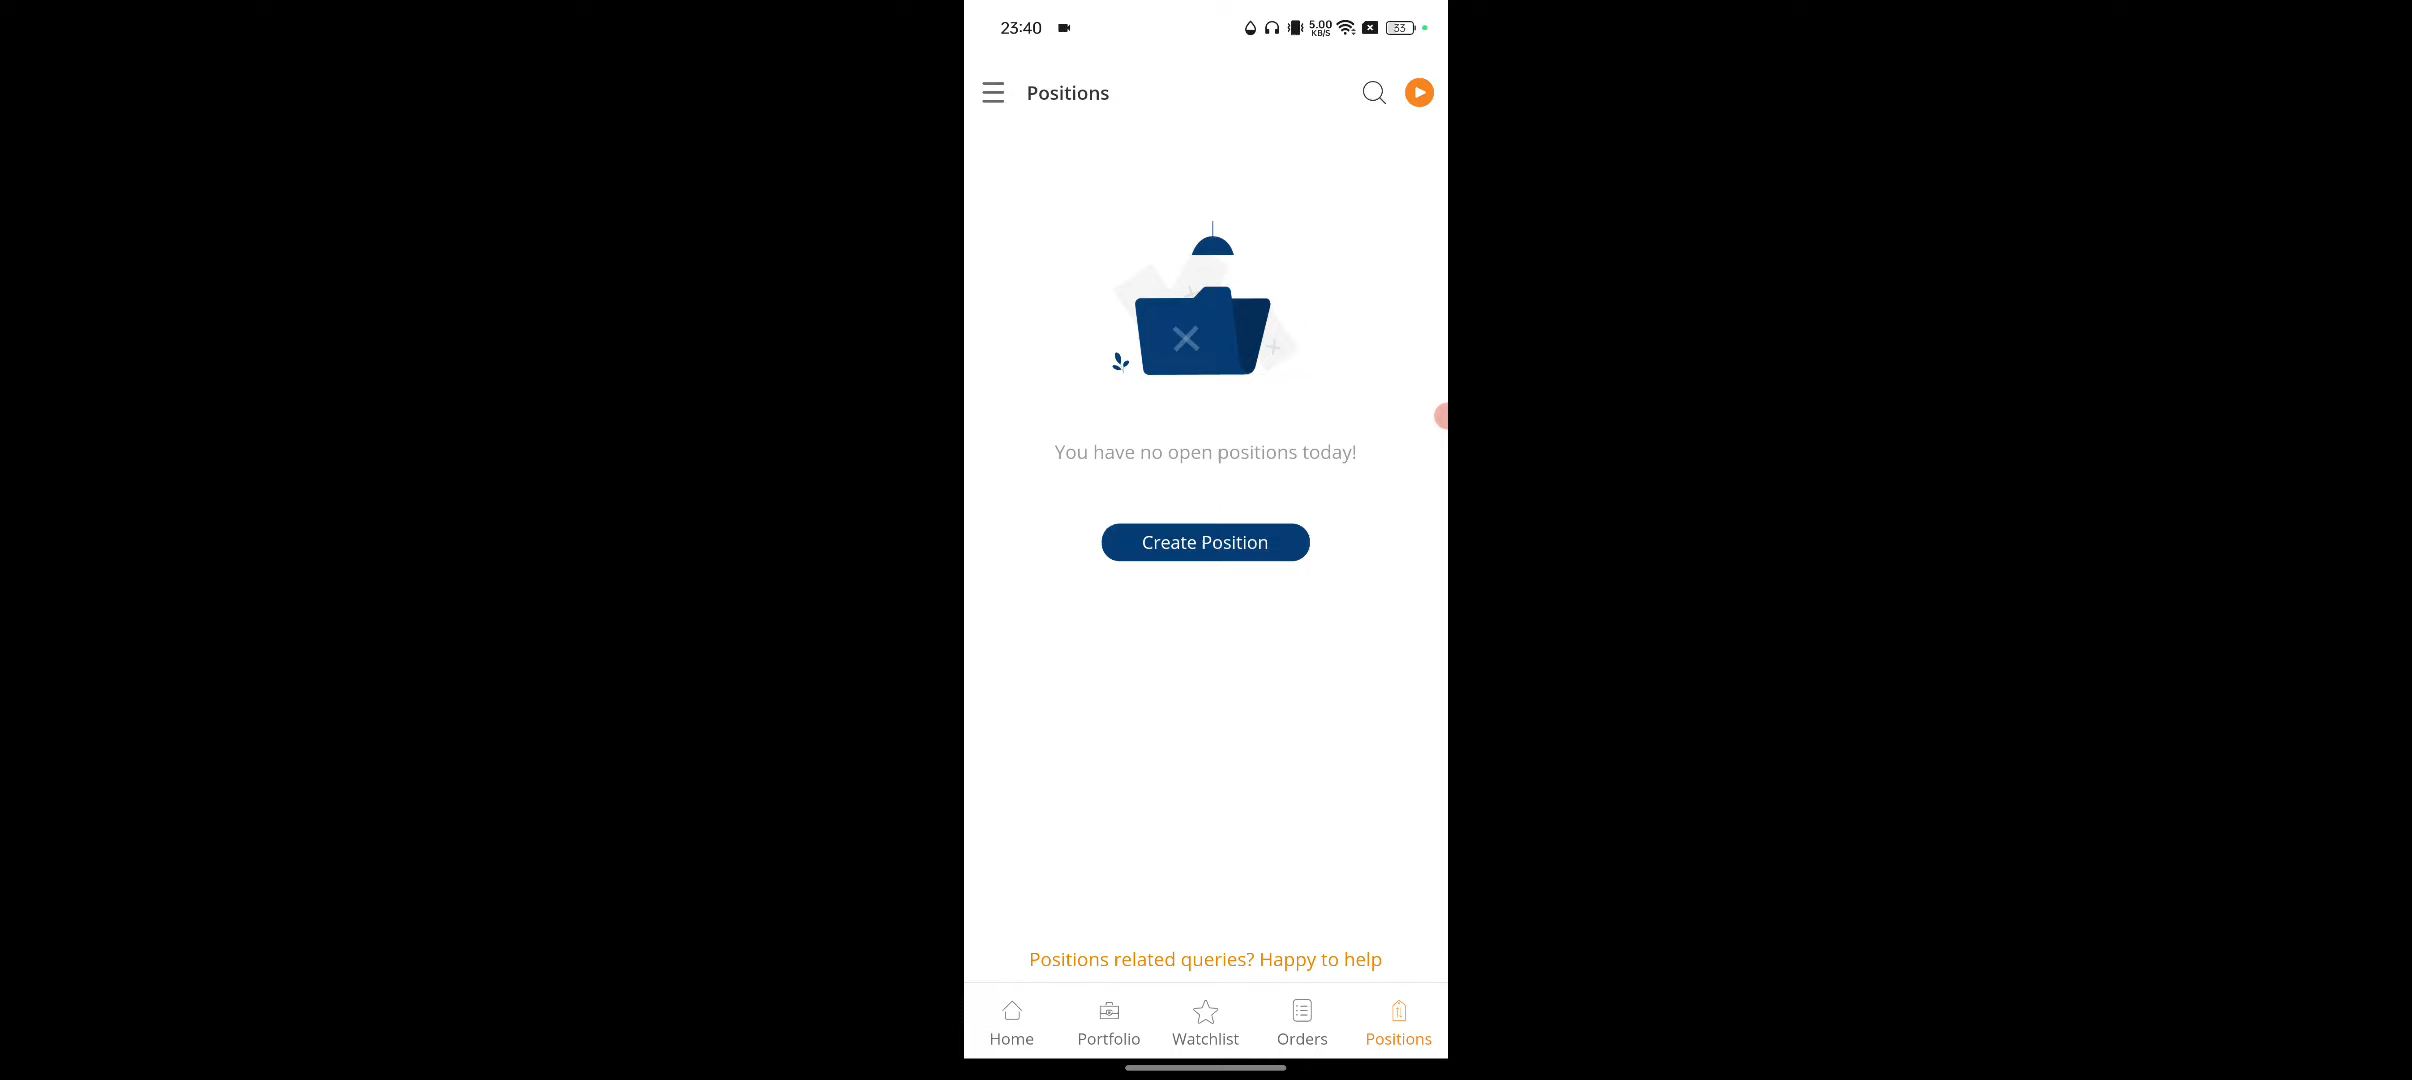 23:40
5.00
KB/S
33
Positions
You have no open positions today!
Create Position
Positions related queries? Happy to help
Home
Portfolio
Watchlist
Orders
Positions